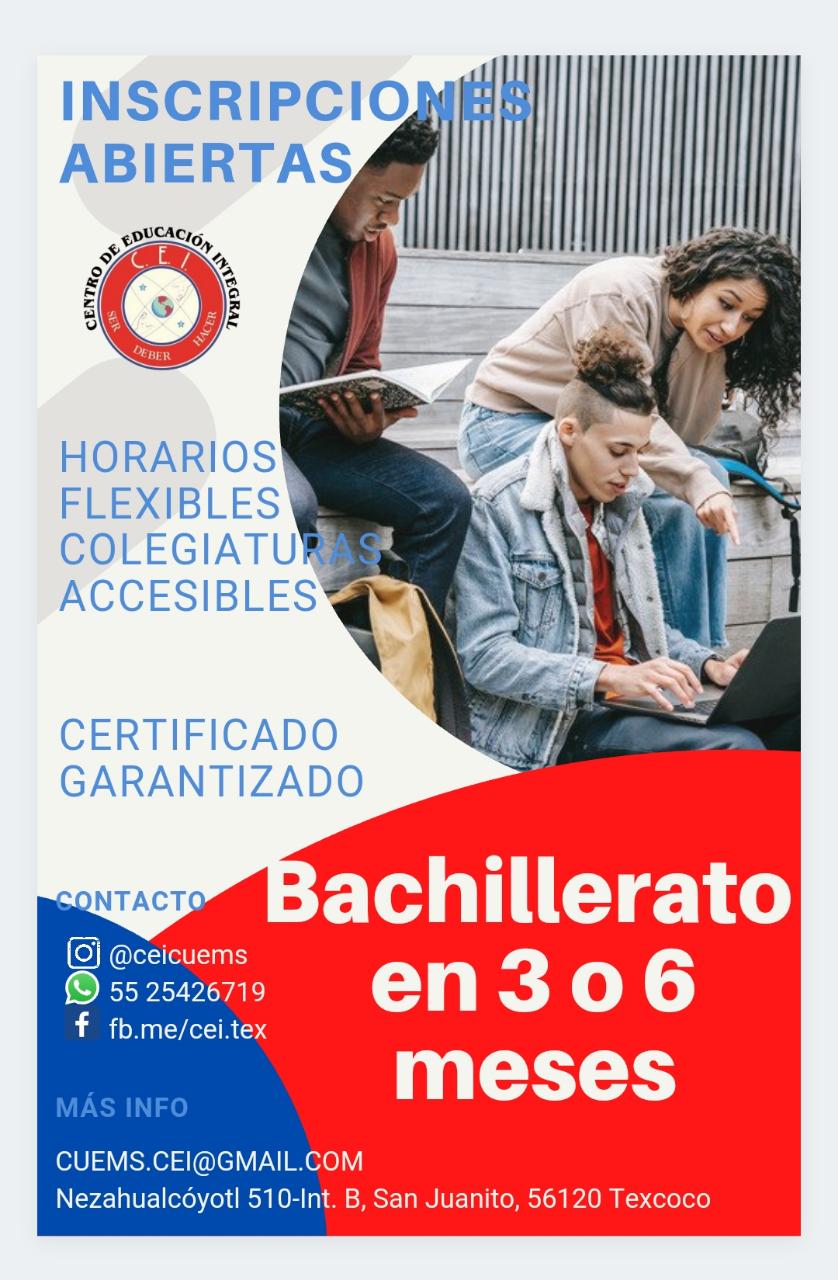 INSCRIPCIONES
ABIERTAS
CENTRO DE EDUCACIÓN INTEGRAL
C. E. I.
SER DEBER HACER
HORARIOS
FLEXIBLES
COLEGIATURAS
ACCESIBLES
CERTIFICADO
GARANTIZADO
Bachillerato
en 3 o 6
meses
CONTACTO
@ceicuems
55 25426719
fb.me/cei.tex
MÁS INFO
CUEMS.CEI@GMAIL.COM
Nezahualcóyotl 510-Int. B, San Juanito, 56120 Texcoco